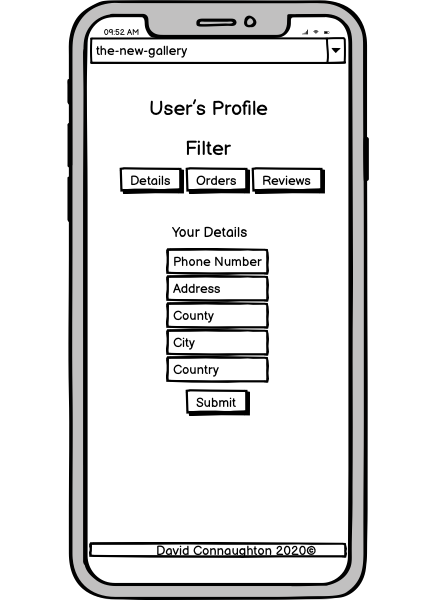 09:52 AM
the-new-gallery
User's Profile
Filter
Details Orders Reviews
Your Details
Phone Number
Address
County
City
Country
Submit
David Connaughton 2020©